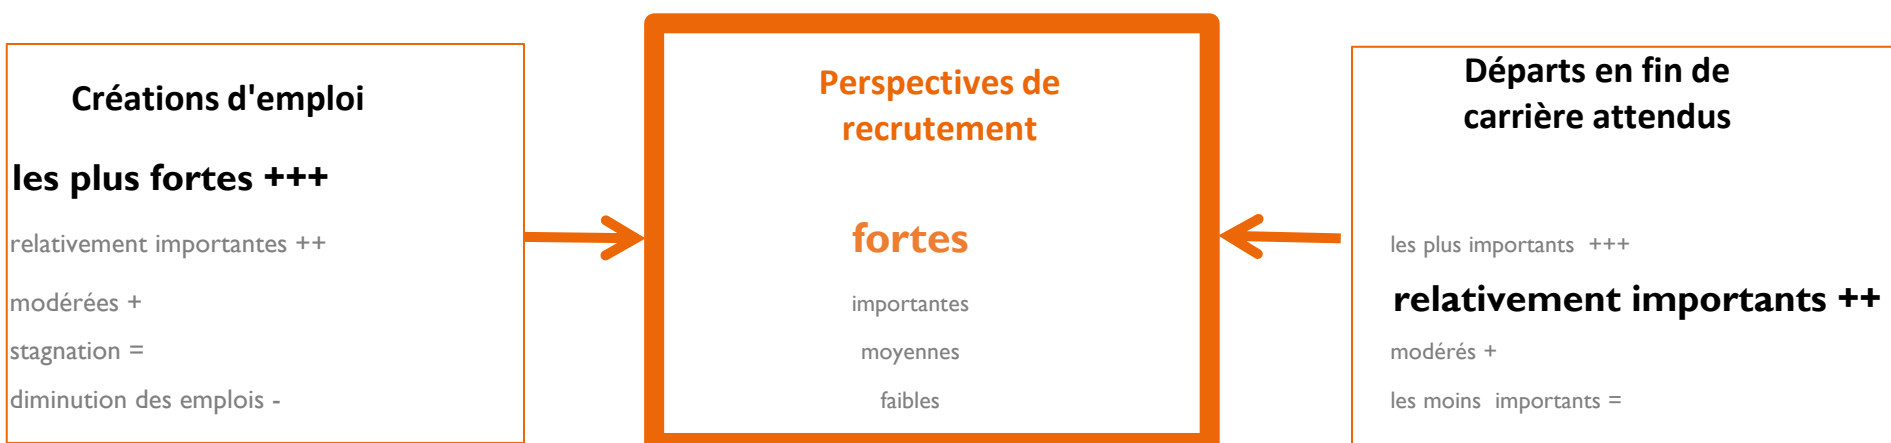 Créations d'emploi
les plus fortes +++
relativement importantes ++
modérées +
stagnation =
diminution des emplois -
Perspectives de
recrutement
fortes
importantes
moyennes
faibles
Départs en fin de
carrière attendus
les plus importants +++
relativement importants ++
modérés +
les moins importants =